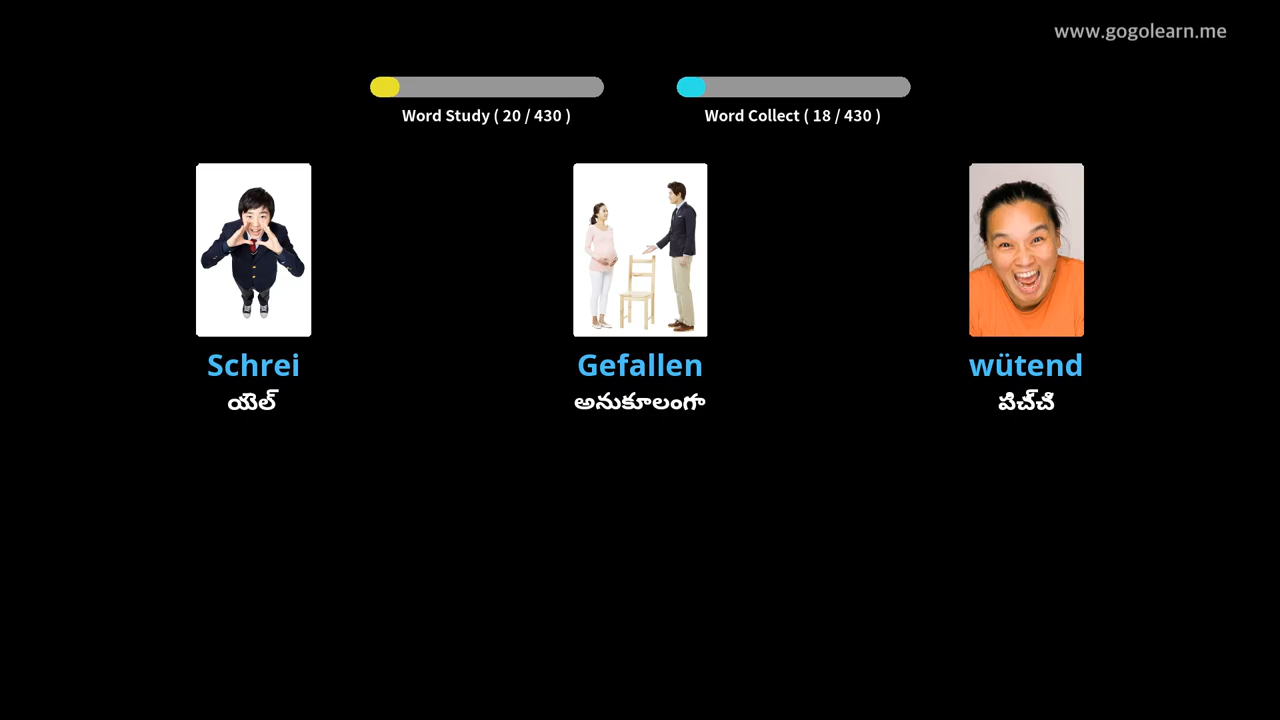 www.gogolearn.me
Word Study ( 20 / 430 )
Word Collect ( 18 / 430 )
Schrei
Gefallen
wütend
యెల్
అనుకూలంగా
పిచ్చి